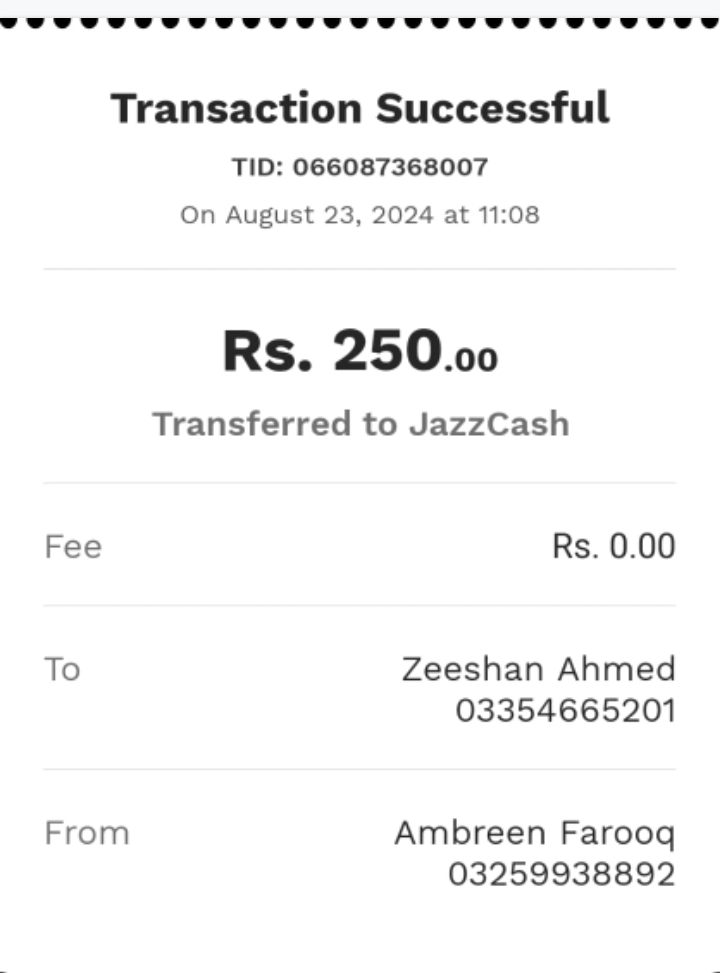 Transaction Successful
TID: 066087368007
On August 23, 2024 at 11:08
Rs. 250.00
Transferred to JazzCash
Fee Rs. 0.00
To Zeeshan Ahmed
03354665201
From Ambreen Farooq
03259938892